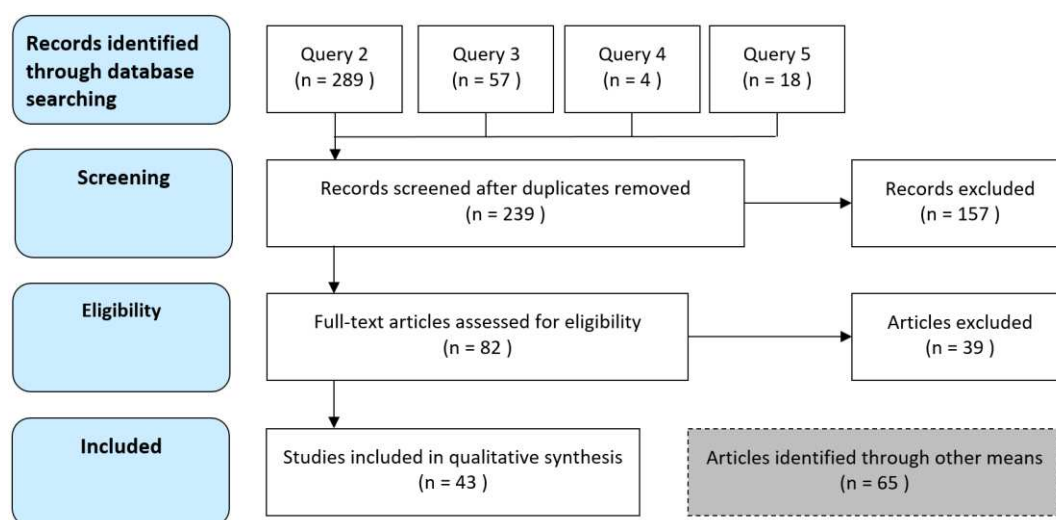 Records identified
through database
searching
Query 2
(n = 289 )
Query 3
(n = 57 )
Query 4
(n = 4 )
Query 5
(n = 18 )
Screening
Records screened after duplicates removed
(n = 239 )
Records excluded
(n = 157 )
Eligibility
Full-text articles assessed for eligibility
(n = 82 )
Articles excluded
(n = 39 )
Included
Studies included in qualitative synthesis
(n = 43 )
Articles identified through other means
(n = 65 )